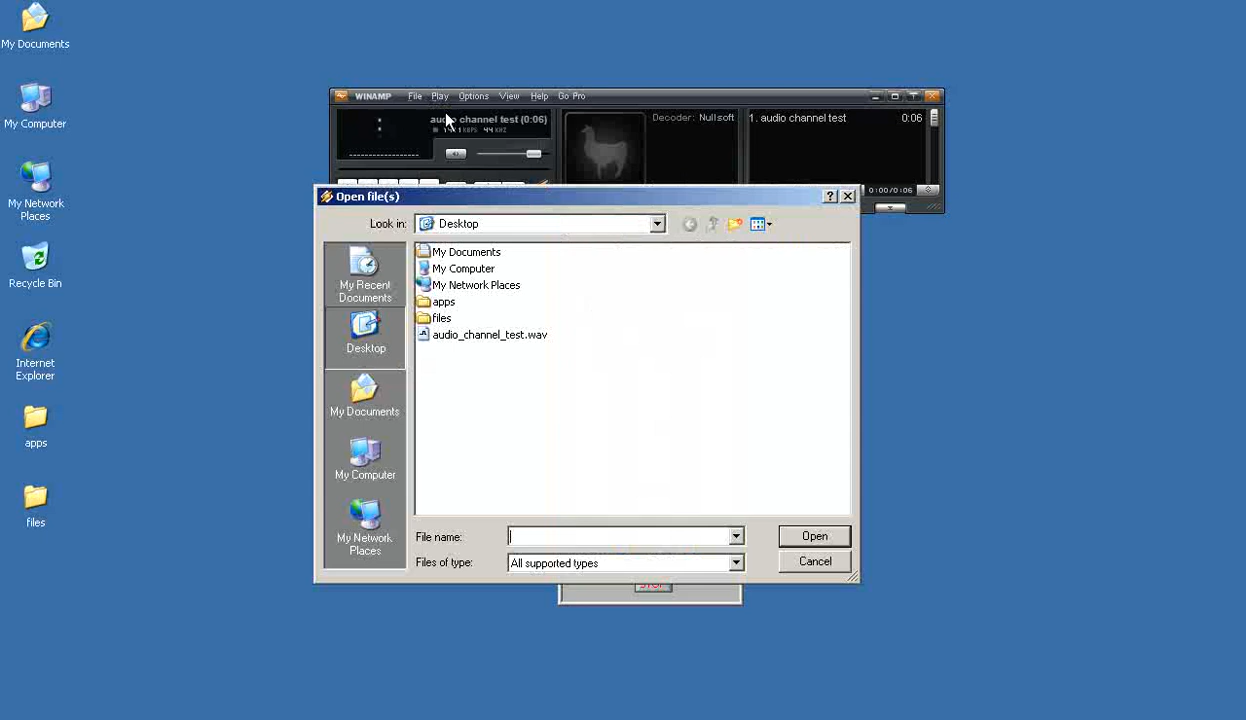 My Documents
My Computer
My Network
Places
Recycle Bin
Internet
Explorer
apps
files
WINAMP File Play Options View Help Go Pro
audio channel test (0:06)
KBPS 44 KHZ
Decoder: Nullsoft
1. audio channel test 0:06
0:00/0:06
Open file(s)
Look in: Desktop
My Recent
Documents
Desktop
My Documents
My Computer
My Network
Places
My Documents
My Computer
My Network Places
apps
files
audio_channel_test.wav
File name: Open
Files of type: All supported types Cancel
STOP